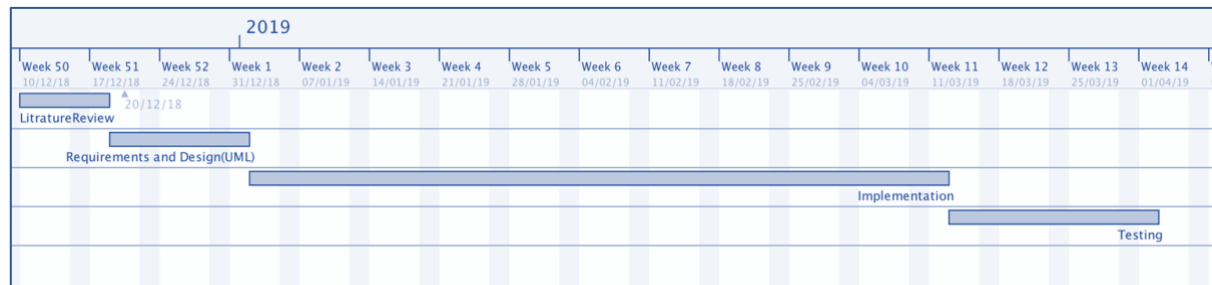 2019
Week 50 Week 51 Week 52 Week 1 Week 2 Week 3 Week 4 Week 5 Week 6 Week 7 Week 8 Week 9 Week 10 Week 11 Week 12 Week 13 Week 14
10/12/18 17/12/18 24/12/18 31/12/18 07/01/19 14/01/19 21/01/19 28/01/19 04/02/19 11/02/19 18/02/19 25/02/19 04/03/19 11/03/19 18/03/19 25/03/19 01/04/19
20/12/18
LitratureReview
Requirements and Design(UML)
Implementation
Testing